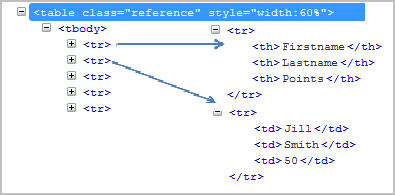 <table class="reference" style="width:60%">
<tbody>
<tr>
<tr>
<tr>
<tr>
<tr>
<tr>
<th>Firstname</th>
<th>Lastname</th>
<th>Points</th>
</tr>
<tr>
<td>Jill</td>
<td>Smith</td>
<td>50</td>
</tr>